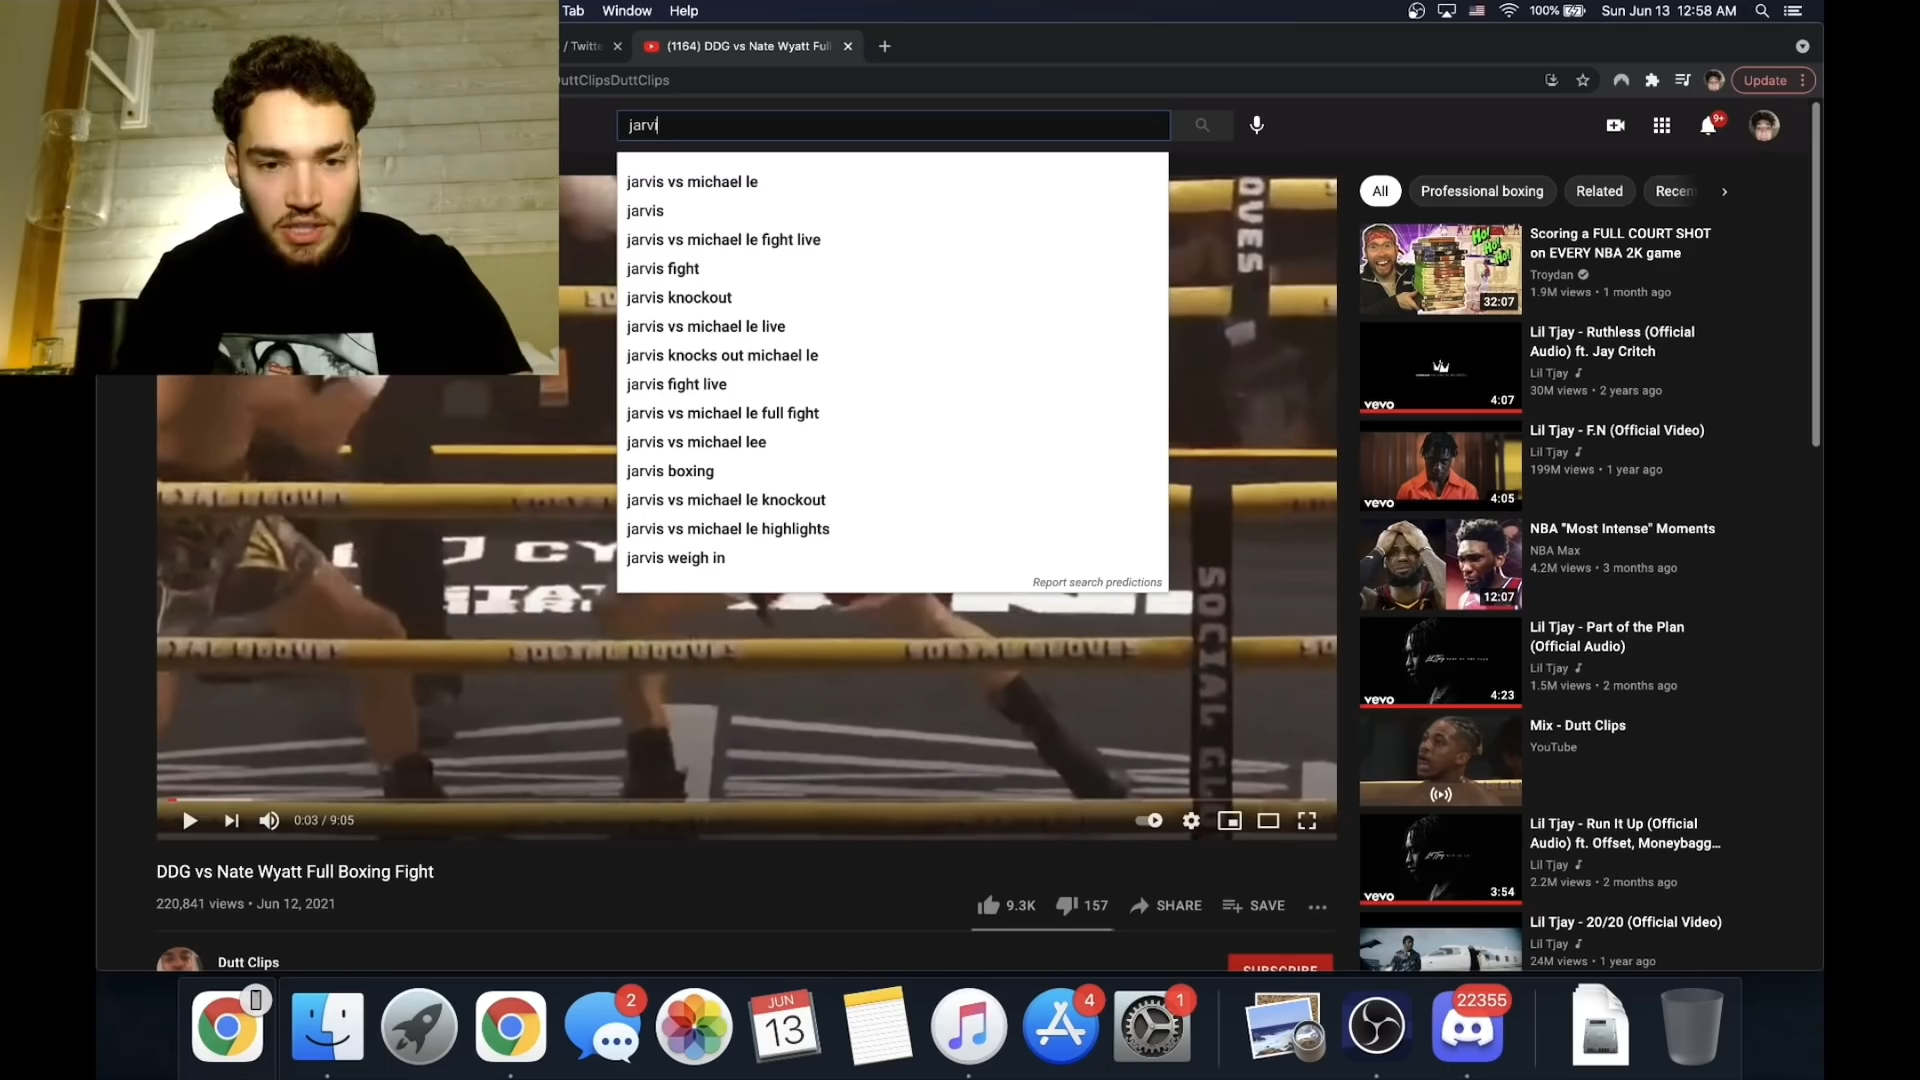 Tab Window Help
100%
Sun Jun 13 12:58 AM
/ Twitte
(1164) DDG vs Nate Wyatt Ful
uttClipsDuttClips
Update
jarvi
9+
jarvis vs michael le
jarvis
jarvis vs michael le fight live
jarvis fight
jarvis knockout
jarvis vs michael le live
jarvis knocks out michael le
jarvis fight live
jarvis vs michael le full fight
jarvis vs michael lee
jarvis boxing
jarvis vs michael le knockout
jarvis vs michael le highlights
jarvis weigh in
Report search predictions
OVES
SOCIAL GL
0:03 / 9:05
DDG vs Nate Wyatt Full Boxing Fight
220,841 views • Jun 12, 2021
9.3K
157
SHARE
SAVE
Dutt Clips
SUBSCRIBE
All
Professional boxing
Related
Recen
Ho!
Ho!
Ho!
32:07
Scoring a FULL COURT SHOT
on EVERY NBA 2K game
Troydan
1.9M views • 1 month ago
vevo
4:07
Lil Tjay - Ruthless (Official
Audio) ft. Jay Critch
Lil Tjay
30M views • 2 years ago
vevo
4:05
Lil Tjay - F.N (Official Video)
Lil Tjay
199M views • 1 year ago
12:07
NBA "Most Intense" Moments
NBA Max
4.2M views • 3 months ago
vevo
4:23
Lil Tjay - Part of the Plan
(Official Audio)
Lil Tjay
1.5M views • 2 months ago
Mix - Dutt Clips
YouTube
vevo
3:54
Lil Tjay - Run It Up (Official
Audio) ft. Offset, Moneybagg...
Lil Tjay
2.2M views • 2 months ago
Lil Tjay - 20/20 (Official Video)
Lil Tjay
24M views • 1 year ago
2
JUN
13
4
1
22355